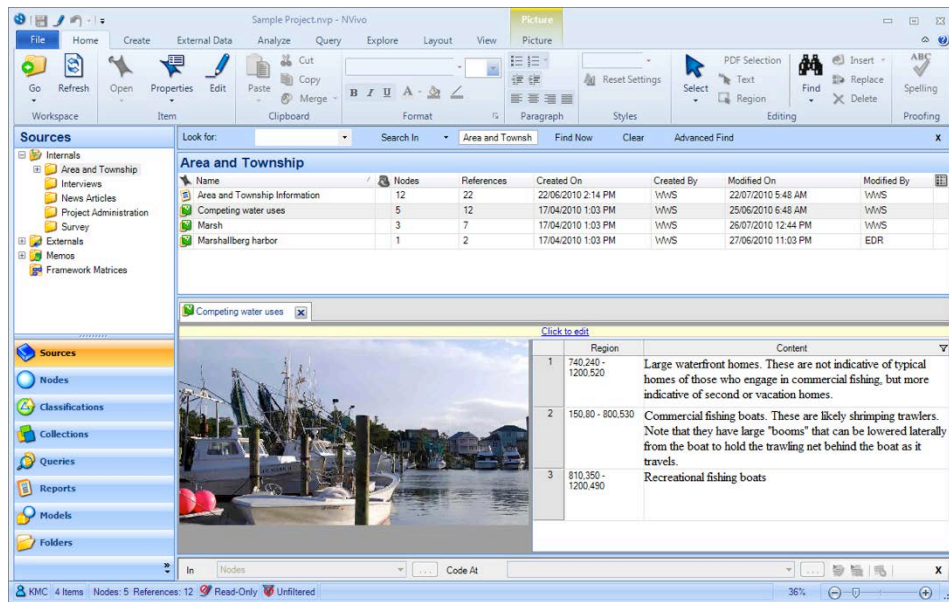 Sample Project.nvp - NVivo
Picture
File Home Create External Data Analyze Query Explore Layout View Picture
Go Refresh Open Properties Edit Paste Cut Copy Merge
B I U A
Reset Settings
Select PDF Selection Text Region Find Insert Replace Delete ABC Spelling
Workspace Item Clipboard Format Paragraph Styles Editing Proofing
Sources
Look for: Search In Area and Townsh Find Now Clear Advanced Find x
Internals
Area and Township
Interviews
News Articles
Project Administration
Survey
Externals
Memos
Framework Matrices
Area and Township
Name Nodes References Created On Created By Modified On Modified By
Area and Township Information 12 22 22/06/2010 2:14 PM WWS 22/07/2010 5:48 AM WWS
Competing water uses 5 12 17/04/2010 1:03 PM WWS 25/06/2010 6:48 AM WWS
Marsh 3 7 17/04/2010 1:03 PM WWS 26/07/2010 12:44 PM WWS
Marshallberg harbor 1 2 17/04/2010 1:03 PM WWS 27/06/2010 11:03 PM EDR
Competing water uses x
Click to edit
Region Content
1 740,240 - 1200,520 Large waterfront homes. These are not indicative of typical
homes of those who engage in commercial fishing, but more
indicative of second or vacation homes.
2 150,80 - 800,530 Commercial fishing boats. These are likely shrimping trawlers.
Note that they have large "booms" that can be lowered laterally
from the boat to hold the trawling net behind the boat as it
travels.
3 810,350 - 1200,490 Recreational fishing boats
Sources
Nodes
Classifications
Collections
Queries
Reports
Models
Folders
In Nodes ... Code At ... x
KMC 4 Items Nodes: 5 References: 12 Read-Only Unfiltered 36%